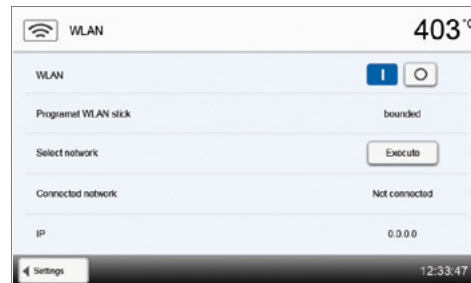 WLAN
403°C
WLAN
I O
Programat WLAN stick
bounded
Select network
Execute
Connected network
Not connected
IP
0.0.0.0
Settings
12:33:47